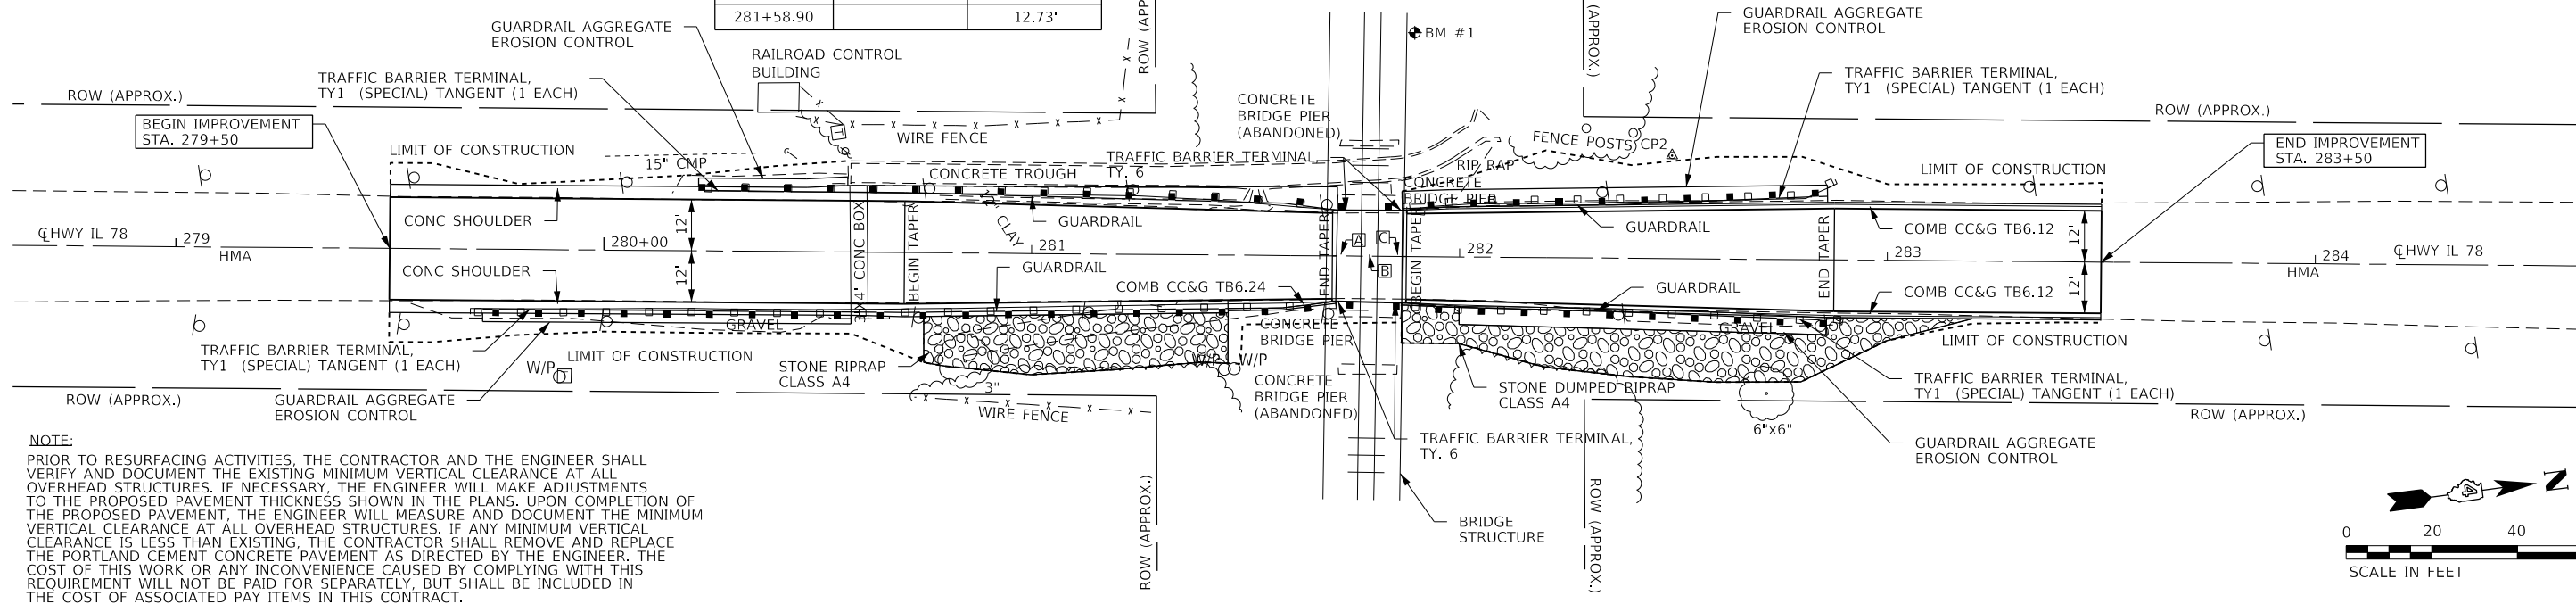 281+58.90 12.73'
GUARDRAIL AGGREGATE
EROSION CONTROL
RAILROAD CONTROL
BUILDING
ROW (APP
BM #1
(APPROX.)
GUARDRAIL AGGREGATE
EROSION CONTROL
TRAFFIC BARRIER TERMINAL,
TY1 (SPECIAL) TANGENT (1 EACH)
TRAFFIC BARRIER TERMINAL,
TY1 (SPECIAL) TANGENT (1 EACH)
ROW (APPROX.)
ROW (APPROX.)
BEGIN IMPROVEMENT
STA. 279+50
WIRE FENCE
CONCRETE
BRIDGE PIER
(ABANDONED)
FENCE POSTS
CP2
END IMPROVEMENT
STA. 283+50
LIMIT OF CONSTRUCTION
15" CMP
CONCRETE TROUGH
TRAFFIC BARRIER TERMINAL,
TY. 6
RIP RAP
LIMIT OF CONSTRUCTION
CONCRETE
BRIDGE PIER
CONC SHOULDER
12'
3'X4' CONC BOX
BEGIN TAPER
12" CLAY
GUARDRAIL
END TAPER
A
C
B
BEGIN TAPER
GUARDRAIL
END TAPER
COMB CC&G TB6.12
12'
℄HWY IL 78
279
HMA
280+00
281
282
283
284
℄HWY IL 78
HMA
CONC SHOULDER
12'
GUARDRAIL
COMB CC&G TB6.24
GUARDRAIL
COMB CC&G TB6.12
12'
GRAVEL
CONCRETE
BRIDGE PIER
GRAVEL
TRAFFIC BARRIER TERMINAL,
TY1 (SPECIAL) TANGENT (1 EACH)
LIMIT OF CONSTRUCTION
W/P
STONE RIPRAP
CLASS A4
W/P
W/P
LIMIT OF CONSTRUCTION
3"
CONCRETE
BRIDGE PIER
(ABANDONED)
STONE DUMPED RIPRAP
CLASS A4
TRAFFIC BARRIER TERMINAL,
TY1 (SPECIAL) TANGENT (1 EACH)
ROW (APPROX.)
GUARDRAIL AGGREGATE
EROSION CONTROL
WIRE FENCE
6"x6"
ROW (APPROX.)
TRAFFIC BARRIER TERMINAL,
TY. 6
GUARDRAIL AGGREGATE
EROSION CONTROL
NOTE:
PRIOR TO RESURFACING ACTIVITIES, THE CONTRACTOR AND THE ENGINEER SHALL
VERIFY AND DOCUMENT THE EXISTING MINIMUM VERTICAL CLEARANCE AT ALL
OVERHEAD STRUCTURES. IF NECESSARY, THE ENGINEER WILL MAKE ADJUSTMENTS
TO THE PROPOSED PAVEMENT THICKNESS SHOWN IN THE PLANS. UPON COMPLETION OF
THE PROPOSED PAVEMENT, THE ENGINEER WILL MEASURE AND DOCUMENT THE MINIMUM
VERTICAL CLEARANCE AT ALL OVERHEAD STRUCTURES. IF ANY MINIMUM VERTICAL
CLEARANCE IS LESS THAN EXISTING, THE CONTRACTOR SHALL REMOVE AND REPLACE
THE PORTLAND CEMENT CONCRETE PAVEMENT AS DIRECTED BY THE ENGINEER. THE
COST OF THIS WORK OR ANY INCONVENIENCE CAUSED BY COMPLYING WITH THIS
REQUIREMENT WILL NOT BE PAID FOR SEPARATELY, BUT SHALL BE INCLUDED IN
THE COST OF ASSOCIATED PAY ITEMS IN THIS CONTRACT.
ROW (APPROX.)
BRIDGE
STRUCTURE
ROW (APPROX.)
N
0 20 40
SCALE IN FEET